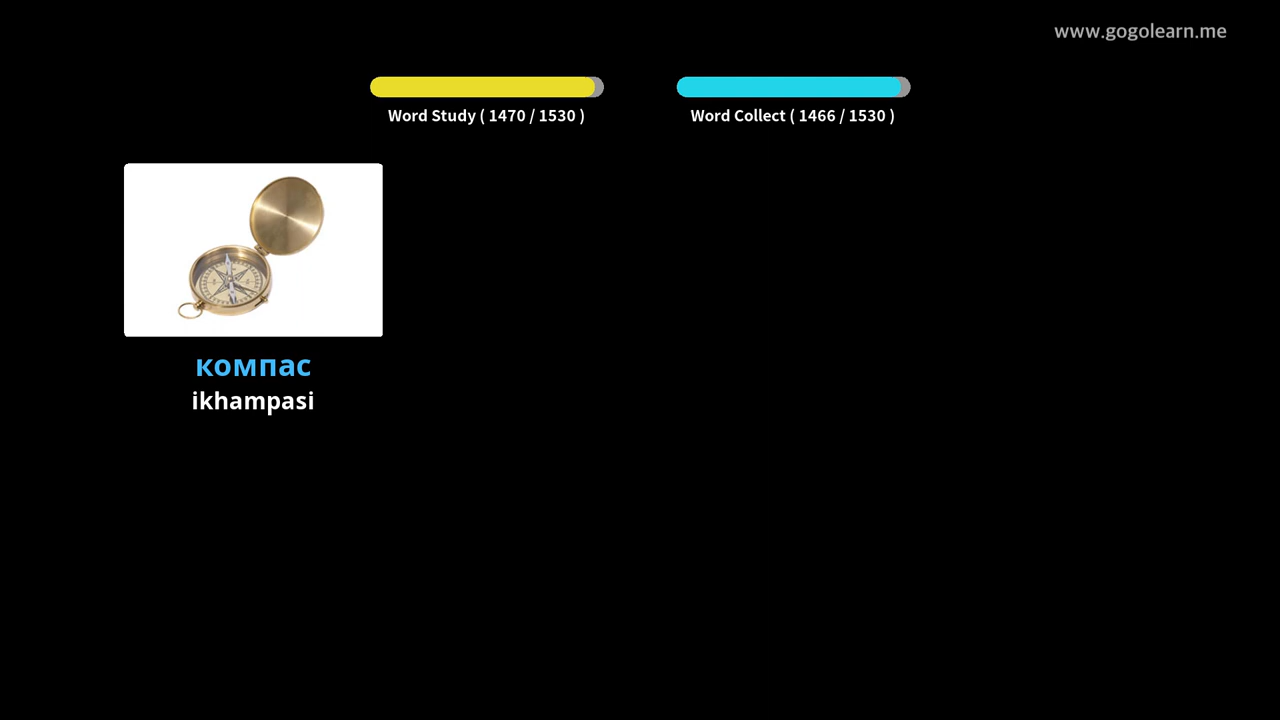 www.gogolearn.me
Word Study ( 1470 / 1530 )
Word Collect ( 1466 / 1530 )
компас
ikhampasi